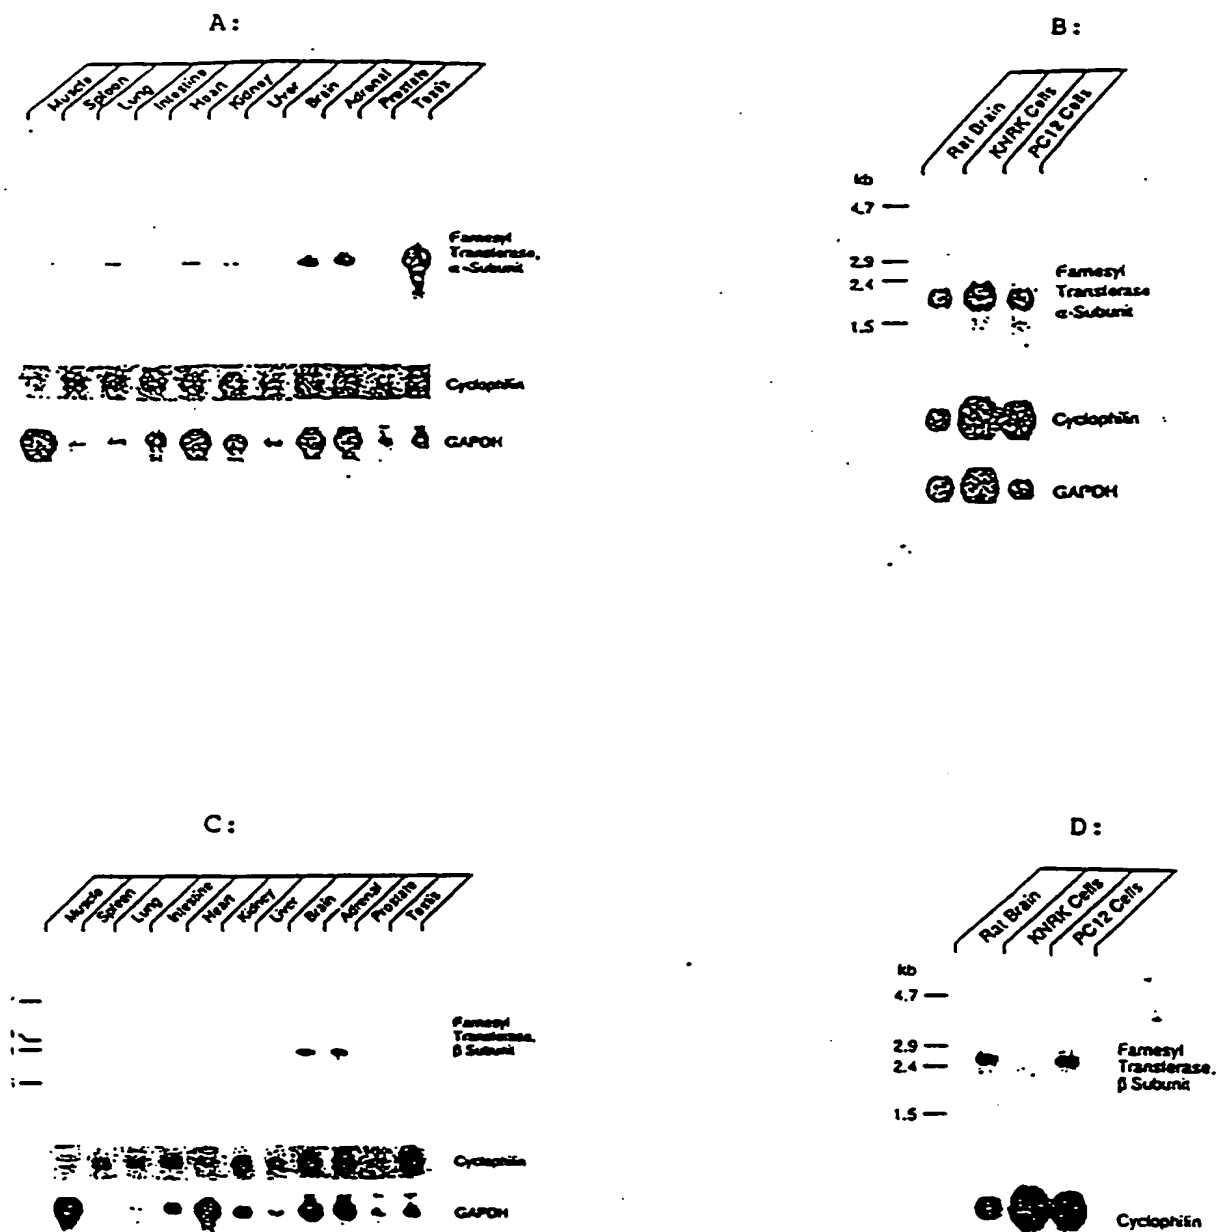 A:
Muscle
Spleen
Lung
Intestine
Heart
Kidney
Liver
Brain
Adrenal
Prostate
Testis
Farnesyl
Transferase,
α-Subunit
Cyclophilin
GAPDH
B:
Rat Brain
KNRK Cells
PC12 Cells
kb
4.7
2.9
2.4
1.5
Farnesyl
Transferase
α-Subunit
Cyclophilin
GAPDH
C:
Muscle
Spleen
Lung
Intestine
Heart
Kidney
Liver
Brain
Adrenal
Prostate
Testis
Farnesyl
Transferase,
β Subunit
Cyclophilin
GAPDH
D:
Rat Brain
KNRK Cells
PC12 Cells
kb
4.7
2.9
2.4
1.5
Farnesyl
Transferase,
β Subunit
Cyclophilin